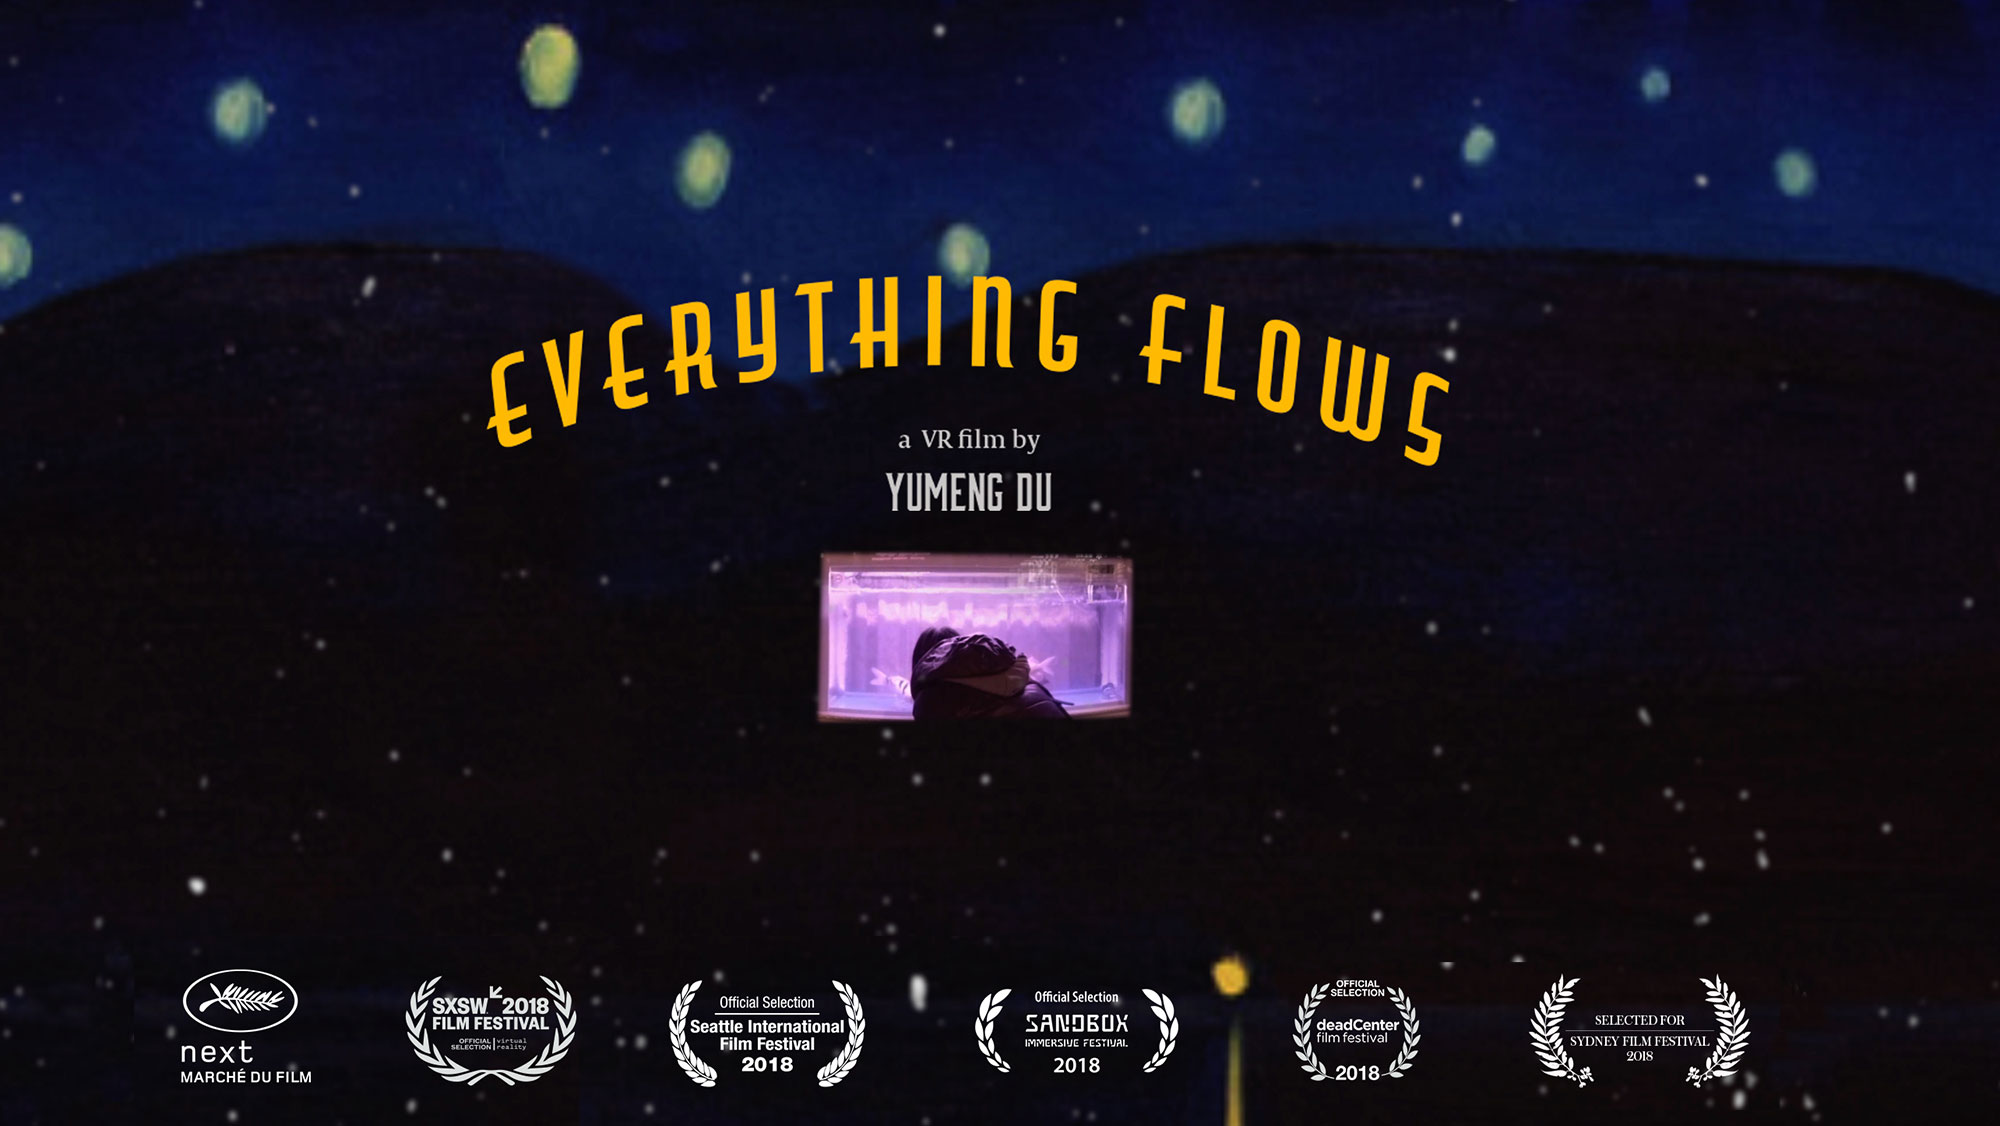 EVERYTHING FLOWS
a VR film by
YUMENG DU
next
MARCHÉ DU FILM
SXSW 2018
FILM FESTIVAL
OFFICIAL SELECTION | virtual reality
Official Selection
Seattle International
Film Festival
2018
Official Selection
SANDBOX
IMMERSIVE FESTIVAL
2018
OFFICIAL
SELECTION
deadCenter
film festival
2018
SELECTED FOR
SYDNEY FILM FESTIVAL
2018